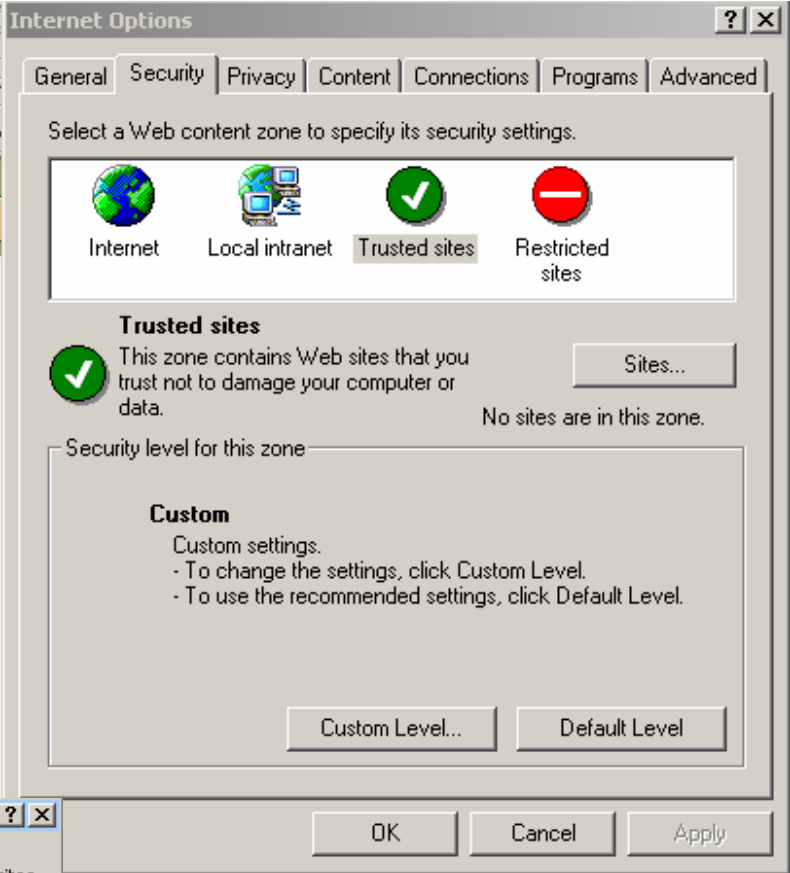 Internet Options
General Security Privacy Content Connections Programs Advanced
Select a Web content zone to specify its security settings.
Internet Local intranet Trusted sites Restricted
sites
Trusted sites
This zone contains Web sites that you
trust not to damage your computer or
data.
Sites...
No sites are in this zone.
Security level for this zone
Custom
Custom settings.
- To change the settings, click Custom Level.
- To use the recommended settings, click Default Level.
Custom Level... Default Level
OK Cancel Apply